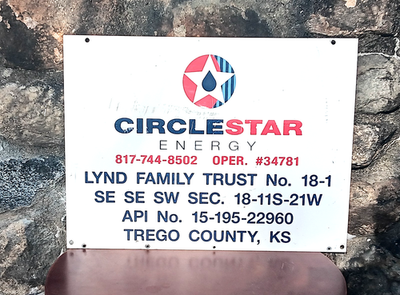 CIRCLESTAR
ENERGY
817-744-8502 OPER. #34781
LYND FAMILY TRUST No. 18-1
SE SE SW SEC. 18-11S-21W
API No. 15-195-22960
TREGO COUNTY, KS